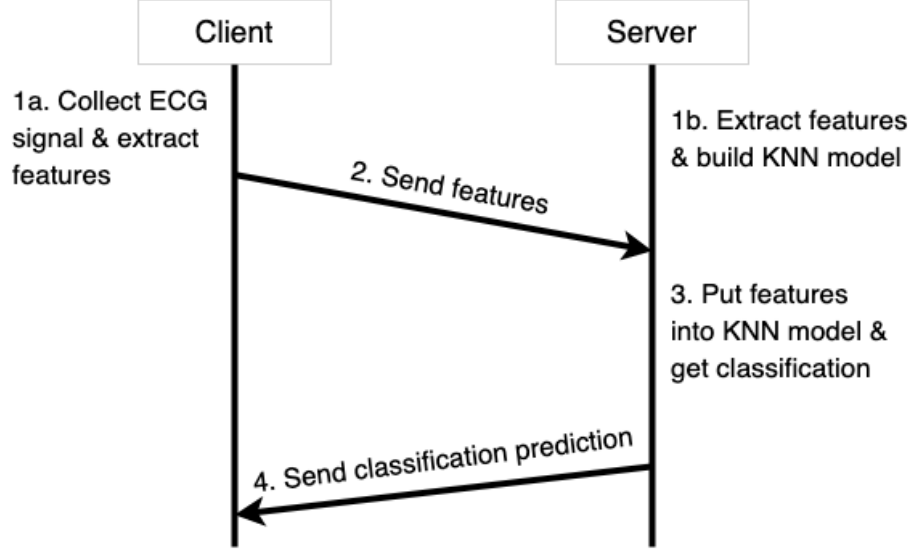 Client
Server
1a. Collect ECG
signal & extract
features
1b. Extract features
& build KNN model
2. Send features
3. Put features
into KNN model &
get classification
4. Send classification prediction